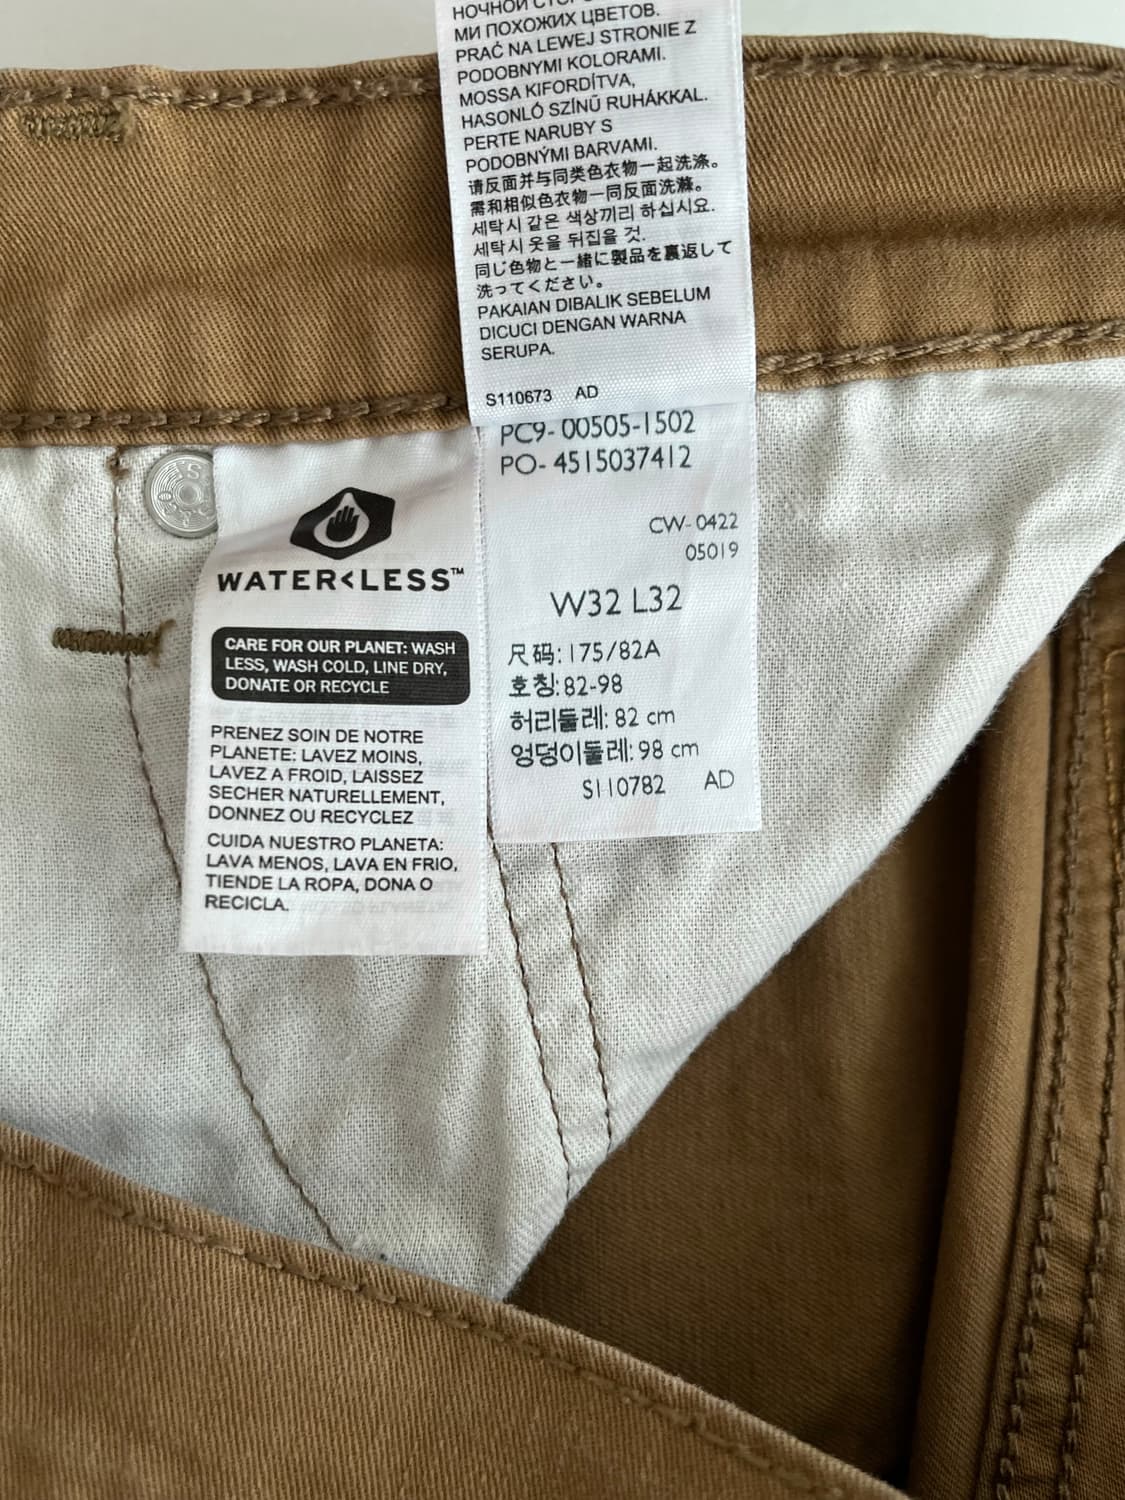 МИ ПОХОЖИХ ЦВЕТОВ.
PRAĆ NA LEWEJ STRONIE Z
PODOBNYMI KOLORAMI.
MOSSA KIFORDÍTVA,
HASONLÓ SZÍNŰ RUHÁKKAL.
PERTE NARUBY S
PODOBNÝMI BARVAMI.
请反面并与同类色衣物一起洗涤。
需和相似色衣物一同反面洗滌。
세탁시 같은 색상끼리 하십시요.
세탁시 옷을 뒤집을 것.
同じ色物と一緒に製品を裏返して
洗ってください。
PAKAIAN DIBALIK SEBELUM
DICUCI DENGAN WARNA
SERUPA.
S110673 AD
PC9- 00505-1502
PO- 4515037412
CW-0422
05019
W32 L32
尺码: 175/82A
호칭:82-98
허리둘레: 82 cm
엉덩이둘레: 98 cm
S110782 AD
WATER<LESS™
CARE FOR OUR PLANET: WASH
LESS, WASH COLD, LINE DRY,
DONATE OR RECYCLE
PRENEZ SOIN DE NOTRE
PLANETE: LAVEZ MOINS,
LAVEZ A FROID, LAISSEZ
SECHER NATURELLEMENT,
DONNEZ OU RECYCLEZ
CUIDA NUESTRO PLANETA:
LAVA MENOS, LAVA EN FRIO,
TIENDE LA ROPA, DONA O
RECICLA.